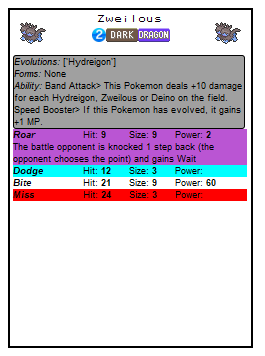 Zweilous
2 DARK DRAGON
Evolutions: ['Hydreigon']
Forms: None
Ability: Band Attack> This Pokemon deals +10 damage
for each Hydreigon, Zweilous or Deino on the field.
Speed Booster> If this Pokemon has evolved, it gains
+1 MP.
Roar Hit: 9 Size: 9 Power: 2
The battle opponent is knocked 1 step back (the
opponent chooses the point) and gains Wait
Dodge Hit: 12 Size: 3 Power:
Bite Hit: 21 Size: 9 Power: 60
Miss Hit: 24 Size: 3 Power: